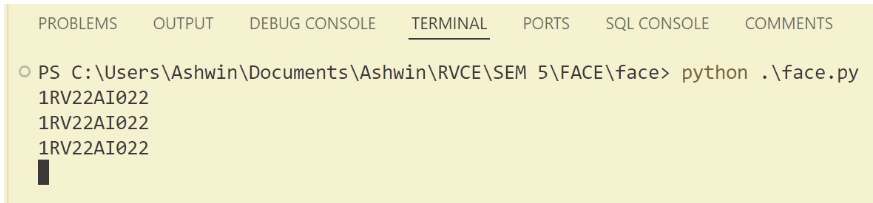 PROBLEMS OUTPUT DEBUG CONSOLE TERMINAL PORTS SQL CONSOLE COMMENTS
PS C:\Users\Ashwin\Documents\Ashwin\RVCE\SEM 5\FACE\face> python .\face.py
1RV22AI022
1RV22AI022
1RV22AI022